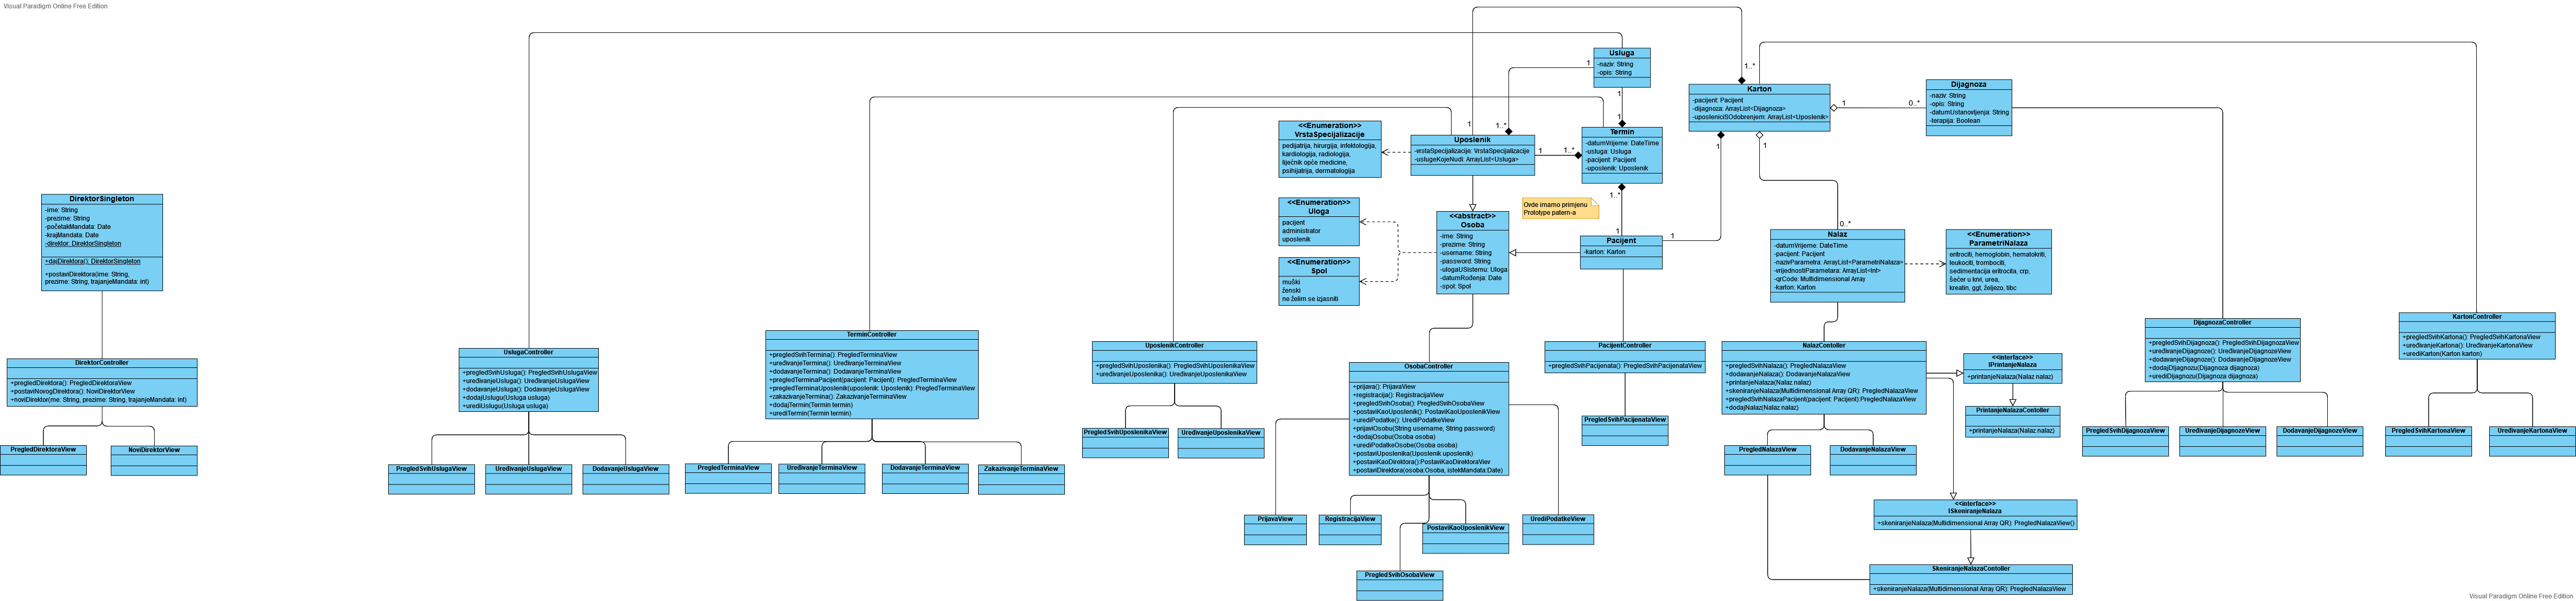 Visual Paradigm Online Free Edition
DirektorSingleton
-ime: String
-prezime: String
-početakMandata: Date
-krajMandata: Date
-direktor: DirektorSingleton
+dajDirektora(): DirektorSingleton
+postaviDirektora(ime: String,
prezime: String, trajanjeMandata: int)
DirektorController
+pregledDirektora(): PregledDirektoraView
+postaviNovogDirektora(): NoviDirektorView
+noviDirektor(me: String, prezime: String, trajanjeMandata: int)
PregledDirektoraView
NoviDirektorView
UslugaController
+pregledSvihUsluga(): PregledSvihUslugaView
+uređivanjeUsluga(): UređivanjeUslugaView
+dodavanjeUsluga(): DodavanjeUslugaView
+dodajUslugu(Usluga usluga)
+urediUslugu(Usluga usluga)
PregledSvihUslugaView
UređivanjeUslugaView
DodavanjeUslugaView
TerminController
+pregledSvihTermina(): PregledTerminaView
+uređivanjeTermina(): UređivanjeTerminaView
+dodavanjeTermina(): DodavanjeTerminaView
+pregledTerminaPacijent(pacijent: Pacijent): PregledTerminaView
+pregledTerminaUposlenik(uposlenik: Uposlenik): PregledTerminaView
+zakazivanjeTermina(): ZakazivanjeTerminaView
+dodajTermin(Termin termin)
+urediTermin(Termin termin)
PregledTerminaView
UređivanjeTerminaView
DodavanjeTerminaView
ZakazivanjeTerminaView
UposlenikController
+pregledSvihUposlenika(): PregledSvihUposlenikaView
+uređivanjeUposlenika(): UređivanjeUposlenikaView
PregledSvihUposlenikaView
UređivanjeUposlenikaView
<<Enumeration>>
VrstaSpecijalizacije
pedijatrija, hirurgija, infektologija,
kardiologija, radiologija,
liječnik opće medicine,
psihijatrija, dermatologija
<<Enumeration>>
Uloga
pacijent
administrator
uposlenik
<<Enumeration>>
Spol
muški
ženski
ne želim se izjasniti
Uposlenik
-vrstaSpecijalizacije: VrstaSpecijalizacije
-uslugeKojeNudi: ArrayList<Usluga>
1
1..*
1
1
1..*
<<abstract>>
Osoba
-ime: String
-prezime: String
-username: String
-password: String
-ulogaUSistemu: Uloga
-datumRođenja: Date
-spol: Spol
Ovde imamo primjenu
Prototype patern-a
Usluga
-naziv: String
-opis: String
1
1
Termin
-datumVrijeme: DateTime
-usluga: Usluga
-pacijent: Pacijent
-uposlenik: Uposlenik
1..*
1
Pacijent
-karton: Karton
1
1
OsobaController
+prijava(): PrijavaView
+registracija(): RegistracijaView
+pregledSvihOsoba(): PregledSvihOsobaView
+postaviKaoUposlenik(): PostaviKaoUposlenikView
+urediPodatke(): UrediPodatkeView
+prijaviOsobu(String username, String password)
+dodajOsobu(Osoba osoba)
+urediPodatkeOsobe(Osoba osoba)
+postaviUposlenika(Uposlenik uposlenik)
+postaviKaoDirektora():PostaviKaoDirektoraView
+postaviDirektora(osoba:Osoba, istekMandata:Date)
PrijavaView
RegistracijaView
PostaviKaoUposlenikView
UrediPodatkeView
PregledSvihOsobaView
PacijentController
+pregledSvihPacijenata(): PregledSvihPacijenataView
PregledSvihPacijenataView
1..*
Karton
-pacijent: Pacijent
-dijagnoza: ArrayList<Dijagnoza>
-uposleniciSOdobrenjem: ArrayList<Uposlenik>
1
0..*
Dijagnoza
-naziv: String
-opis: String
-datumUstanovljenja: String
-terapija: Boolean
1
0..*
Nalaz
-datumVrijeme: DateTime
-pacijent: Pacijent
-naziviParametra: ArrayList<ParametriNalaza>
-vrijednostiParametara: ArrayList<Int>
-qrCode: Multidimensional Array
-karton: Karton
<<Enumeration>>
ParametriNalaza
eritrociti, hemoglobin, hematokriti,
leukociti, trombociti,
sedimentacija eritrocita, crp,
šećer u krvi, urea,
kreatin, ggt, željezo, tibc
NalazController
+pregledSvihNalaza(): PregledNalazaView
+dodavanjeNalaza(): DodavanjeNalazaView
+printanjeNalaza(Nalaz nalaz)
+skeniranjeNalaza(Multidimensional Array QR): PregledNalazaView
+pregledSvihNalazaPacijent(pacijent: Pacijent):PregledNalazaView
+dodajNalaz(Nalaz nalaz)
PregledNalazaView
DodavanjeNalazaView
<<interface>>
IPrintanjeNalaza
+printanjeNalaza(Nalaz nalaz)
PrintanjeNalazaContoller
+printanjeNalaza(Nalaz nalaz)
<<interface>>
ISkeniranjeNalaza
+skeniranjeNalaza(Multidimensional Array QR): PregledNalazaView()
SkeniranjeNalazaContoller
+skeniranjeNalaza(Multidimensional Array QR): PregledNalazaView
DijagnozaController
+pregledSvihDijagnoza(): PregledSvihDijagnozaView
+uređivanjeDijagnoze(): UređivanjeDijagnozeView
+dodavanjeDijagnoze(): DodavanjeDijagnozeView
+dodajDijagnozu(Dijagnoza dijagnoza)
+urediDijagnozu(Dijagnoza dijagnoza)
PregledSvihDijagnozaView
UređivanjeDijagnozeView
DodavanjeDijagnozeView
KartonController
+pregledSvihKartona(): PregledSvihKartonaView
+uređivanjeKartona(): UređivanjeKartonaView
+urediKarton(Karton karton)
PregledSvihKartonaView
UređivanjeKartonaView
Visual Paradigm Online Free Edition